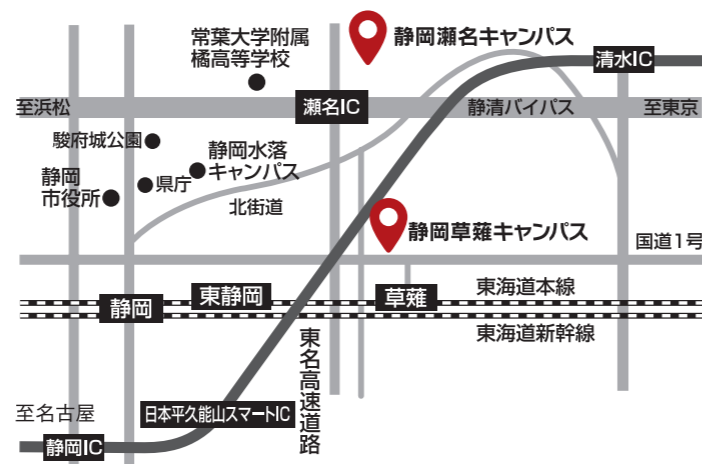 常葉大学附属
橘高等学校
静岡瀬名キャンパス
清水IC
至浜松
瀬名IC
静清バイパス
至東京
駿府城公園
静岡水落
キャンパス
県庁
静岡
市役所
北街道
静岡草薙キャンパス
国道1号
東静岡
草薙
東海道本線
静岡
東海道新幹線
東名高速道路
至名古屋
日本平久能山スマートIC
静岡IC